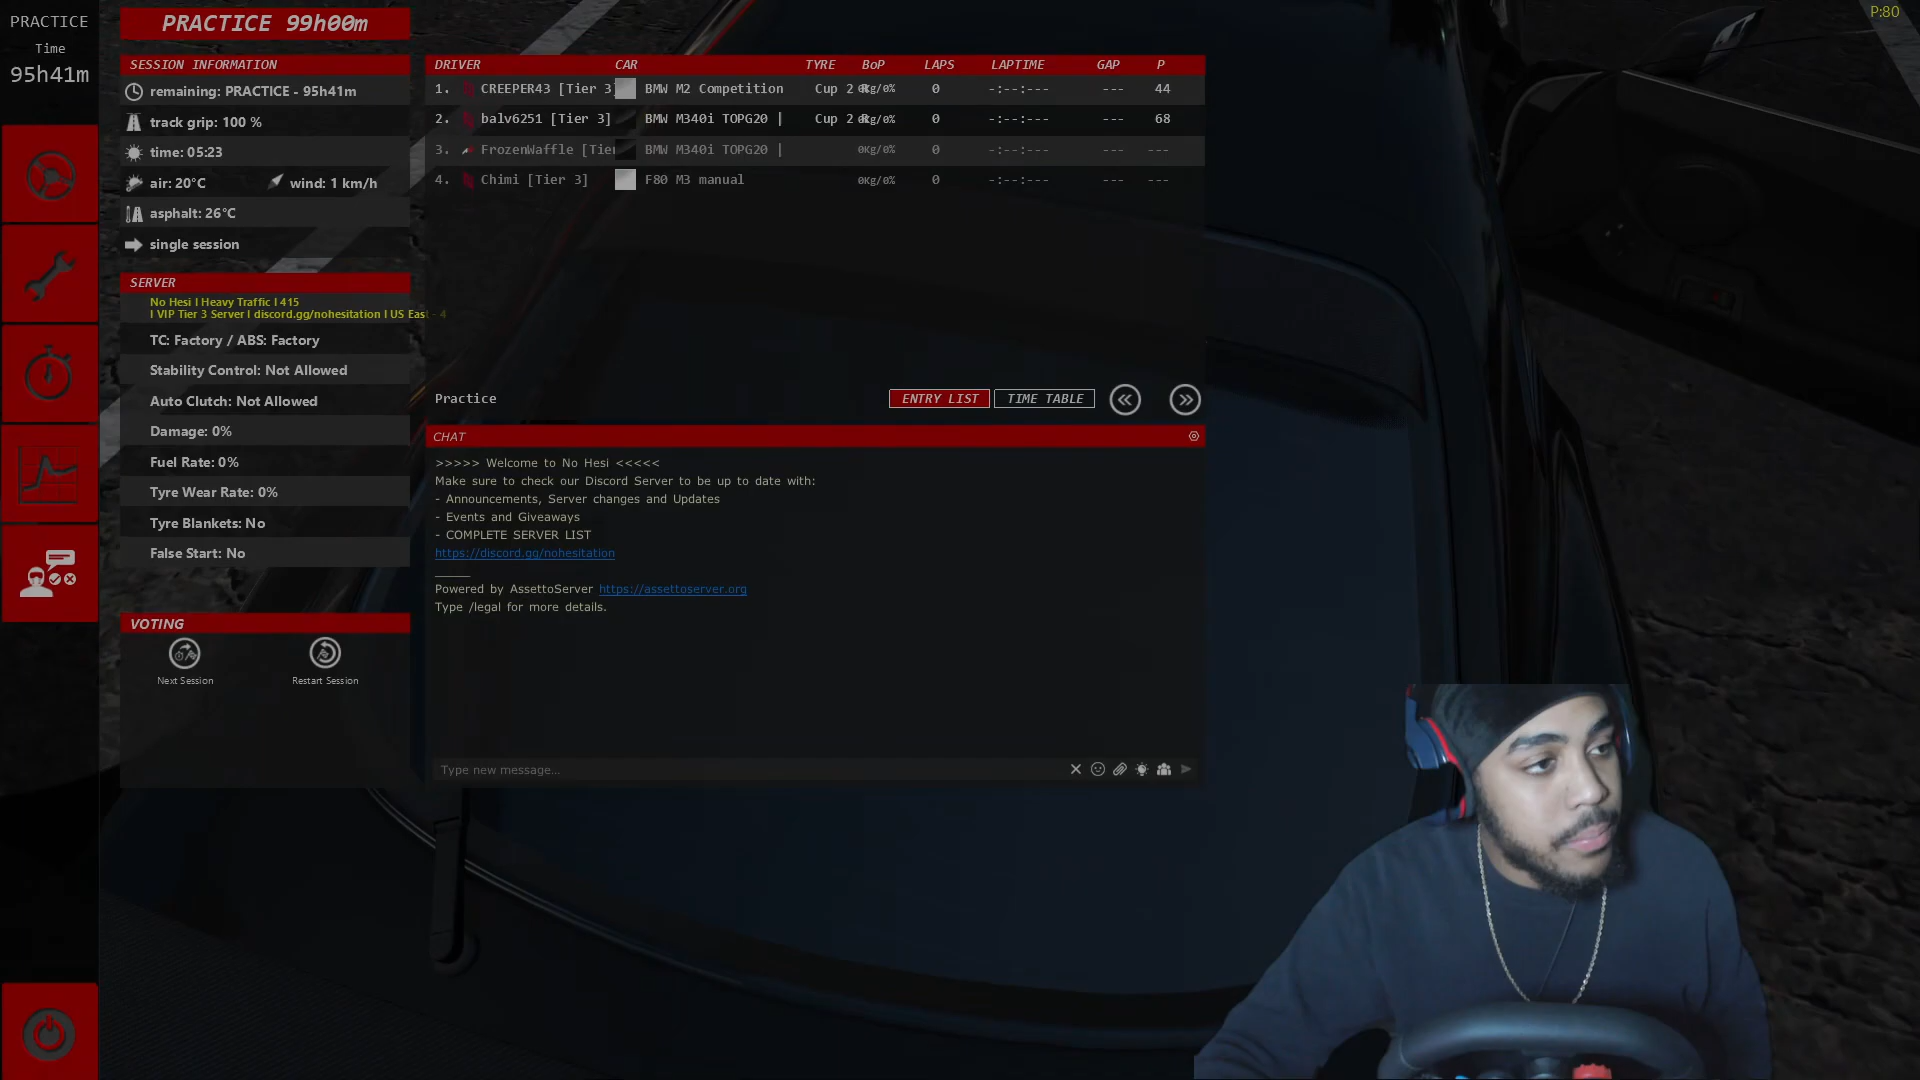 PRACTICE
Time
95h41m
PRACTICE 99h00m
SESSION INFORMATION
remaining: PRACTICE - 95h41m
track grip: 100 %
time: 05:23
air: 20°C
wind: 1 km/h
asphalt: 26°C
single session
SERVER
No Hesi I Heavy Traffic I 415
I VIP Tier 3 Server I discord.gg/nohesitation I US East - 4
TC: Factory / ABS: Factory
Stability Control: Not Allowed
Auto Clutch: Not Allowed
Damage: 0%
Fuel Rate: 0%
Tyre Wear Rate: 0%
Tyre Blankets: No
False Start: No
VOTING
Next Session
Restart Session
DRIVER CAR TYRE BoP LAPS LAPTIME GAP P
1. CREEPER43 [Tier 3 BMW M2 Competition Cup 2 R 0Kg/0% 0 -:--:--- --- 44
2. balv6251 [Tier 3] BMW M340i TOPG20 | Cup 2 R 0Kg/0% 0 -:--:--- --- 68
3. FrozenWaffle [Tier BMW M340i TOPG20 | 0Kg/0% 0 -:--:--- --- ---
4. Chimi [Tier 3] F80 M3 manual 0Kg/0% 0 -:--:--- --- ---
Practice
ENTRY LIST
TIME TABLE
CHAT
>>>>> Welcome to No Hesi <<<<<
Make sure to check our Discord Server to be up to date with:
- Announcements, Server changes and Updates
- Events and Giveaways
- COMPLETE SERVER LIST
https://discord.gg/nohesitation
_____
Powered by AssettoServer https://assettoserver.org
Type /legal for more details.
Type new message...
P:80